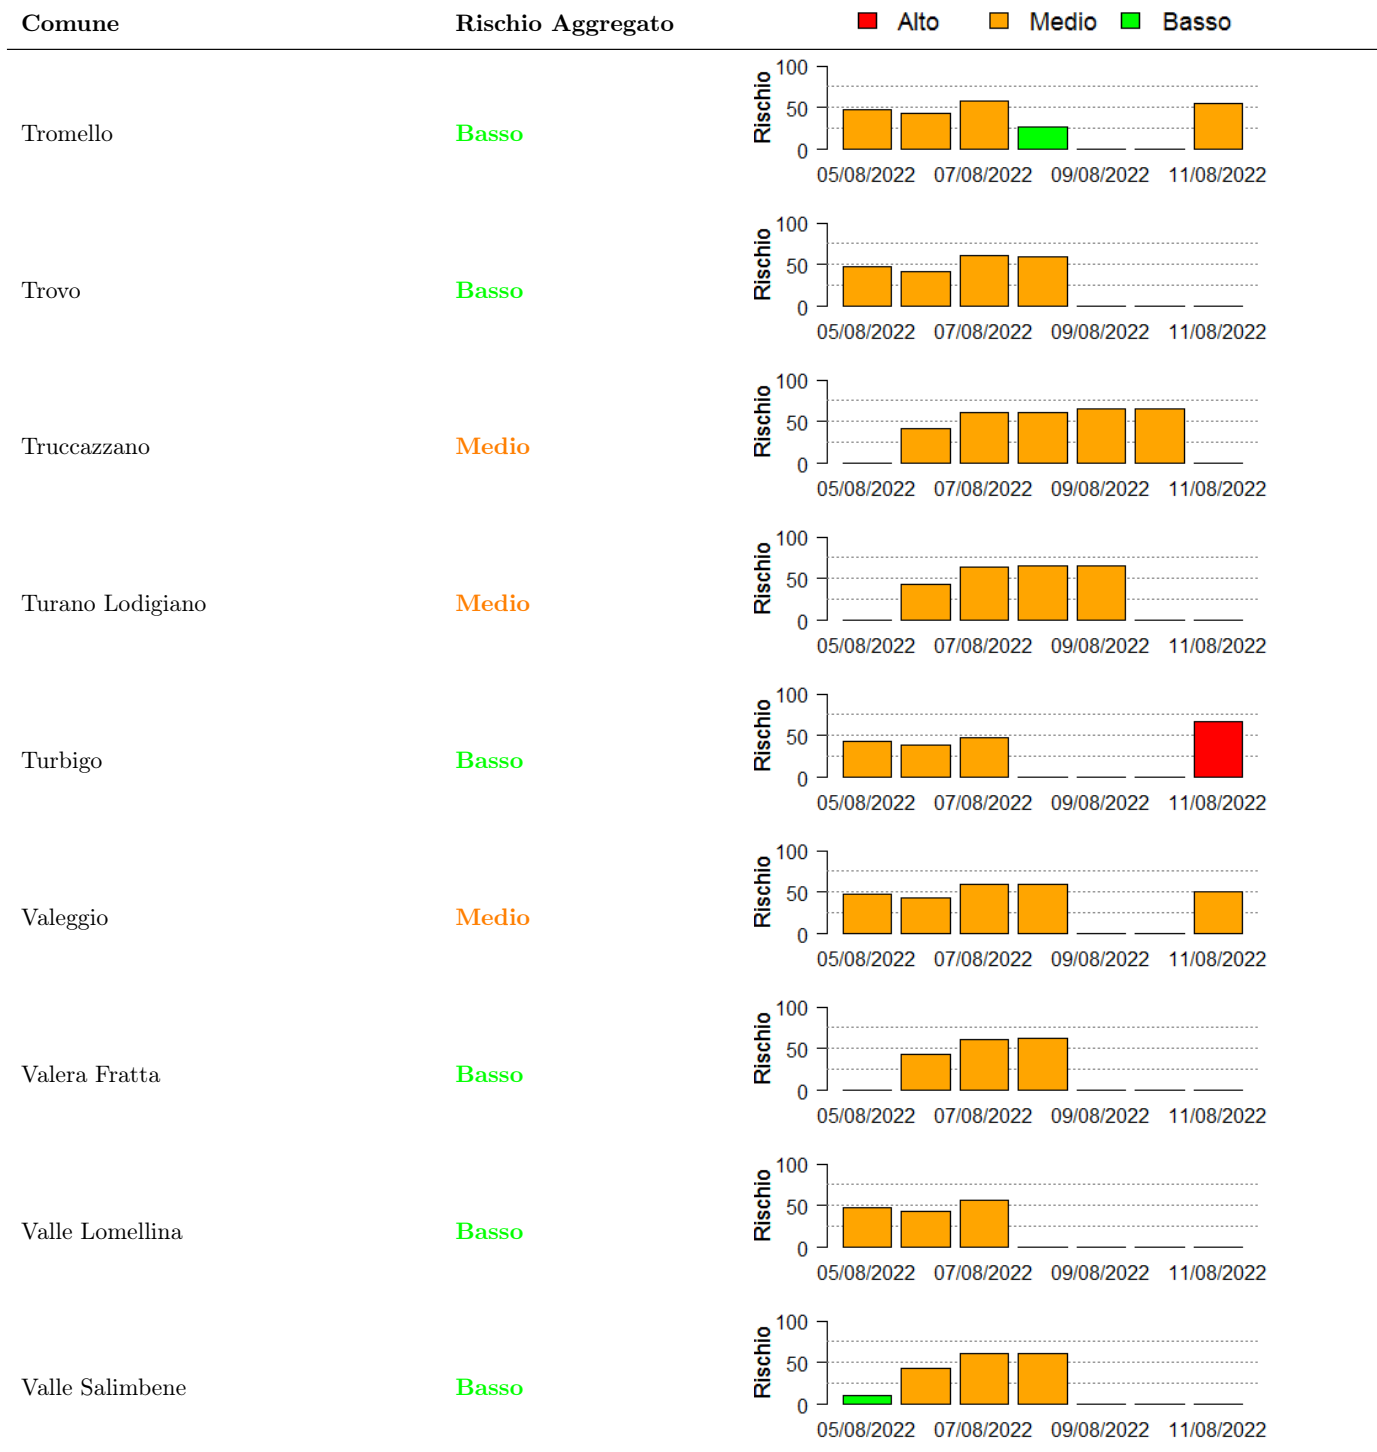 Comune Rischio Aggregato Alto Medio Basso
100
50
0
Rischio
Tromello Basso
05/08/2022 07/08/2022 09/08/2022 11/08/2022
100
50
0
Rischio
Trovo Basso
05/08/2022 07/08/2022 09/08/2022 11/08/2022
100
50
0
Rischio
Truccazzano Medio
05/08/2022 07/08/2022 09/08/2022 11/08/2022
100
50
0
Rischio
Turano Lodigiano Medio
05/08/2022 07/08/2022 09/08/2022 11/08/2022
100
50
0
Rischio
Turbigo Basso
05/08/2022 07/08/2022 09/08/2022 11/08/2022
100
50
0
Rischio
Valeggio Medio
05/08/2022 07/08/2022 09/08/2022 11/08/2022
100
50
0
Rischio
Valera Fratta Basso
05/08/2022 07/08/2022 09/08/2022 11/08/2022
100
50
0
Rischio
Valle Lomellina Basso
05/08/2022 07/08/2022 09/08/2022 11/08/2022
100
50
0
Rischio
Valle Salimbene Basso
05/08/2022 07/08/2022 09/08/2022 11/08/2022